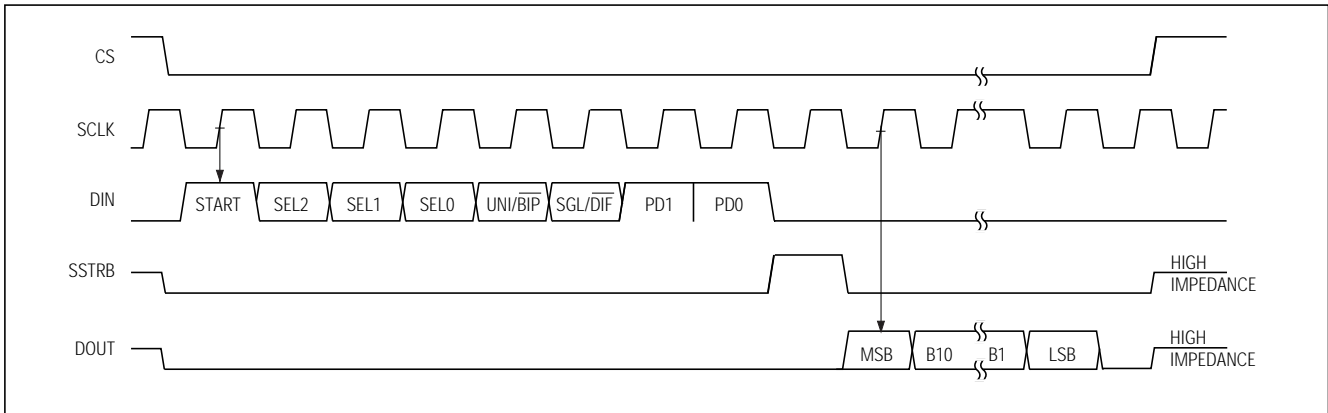 CS
SCLK
DIN
START SEL2 SEL1 SEL0 UNI/BIP SGL/DIF PD1 PD0
SSTRB
HIGH
IMPEDANCE
DOUT
MSB B10 B1 LSB
HIGH
IMPEDANCE